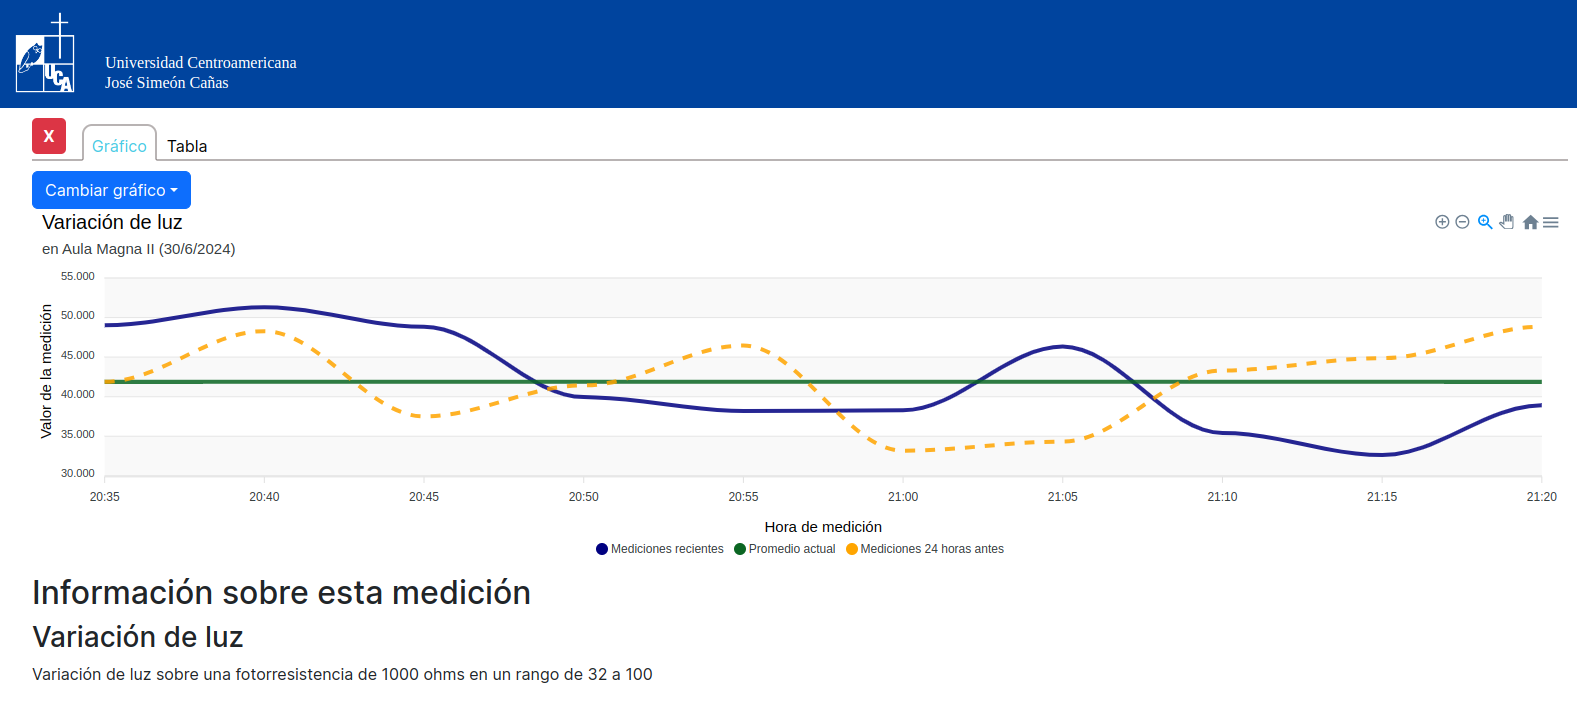 UCA
Universidad Centroamericana
José Simeón Cañas
X
Gráfico
Tabla
Cambiar gráfico
Variación de luz
en Aula Magna II (30/6/2024)
Valor de la medición
55.000
50.000
45.000
40.000
35.000
30.000
20:35 20:40 20:45 20:50 20:55 21:00 21:05 21:10 21:15 21:20
Hora de medición
Mediciones recientes Promedio actual Mediciones 24 horas antes
Información sobre esta medición
Variación de luz
Variación de luz sobre una fotorresistencia de 1000 ohms en un rango de 32 a 100